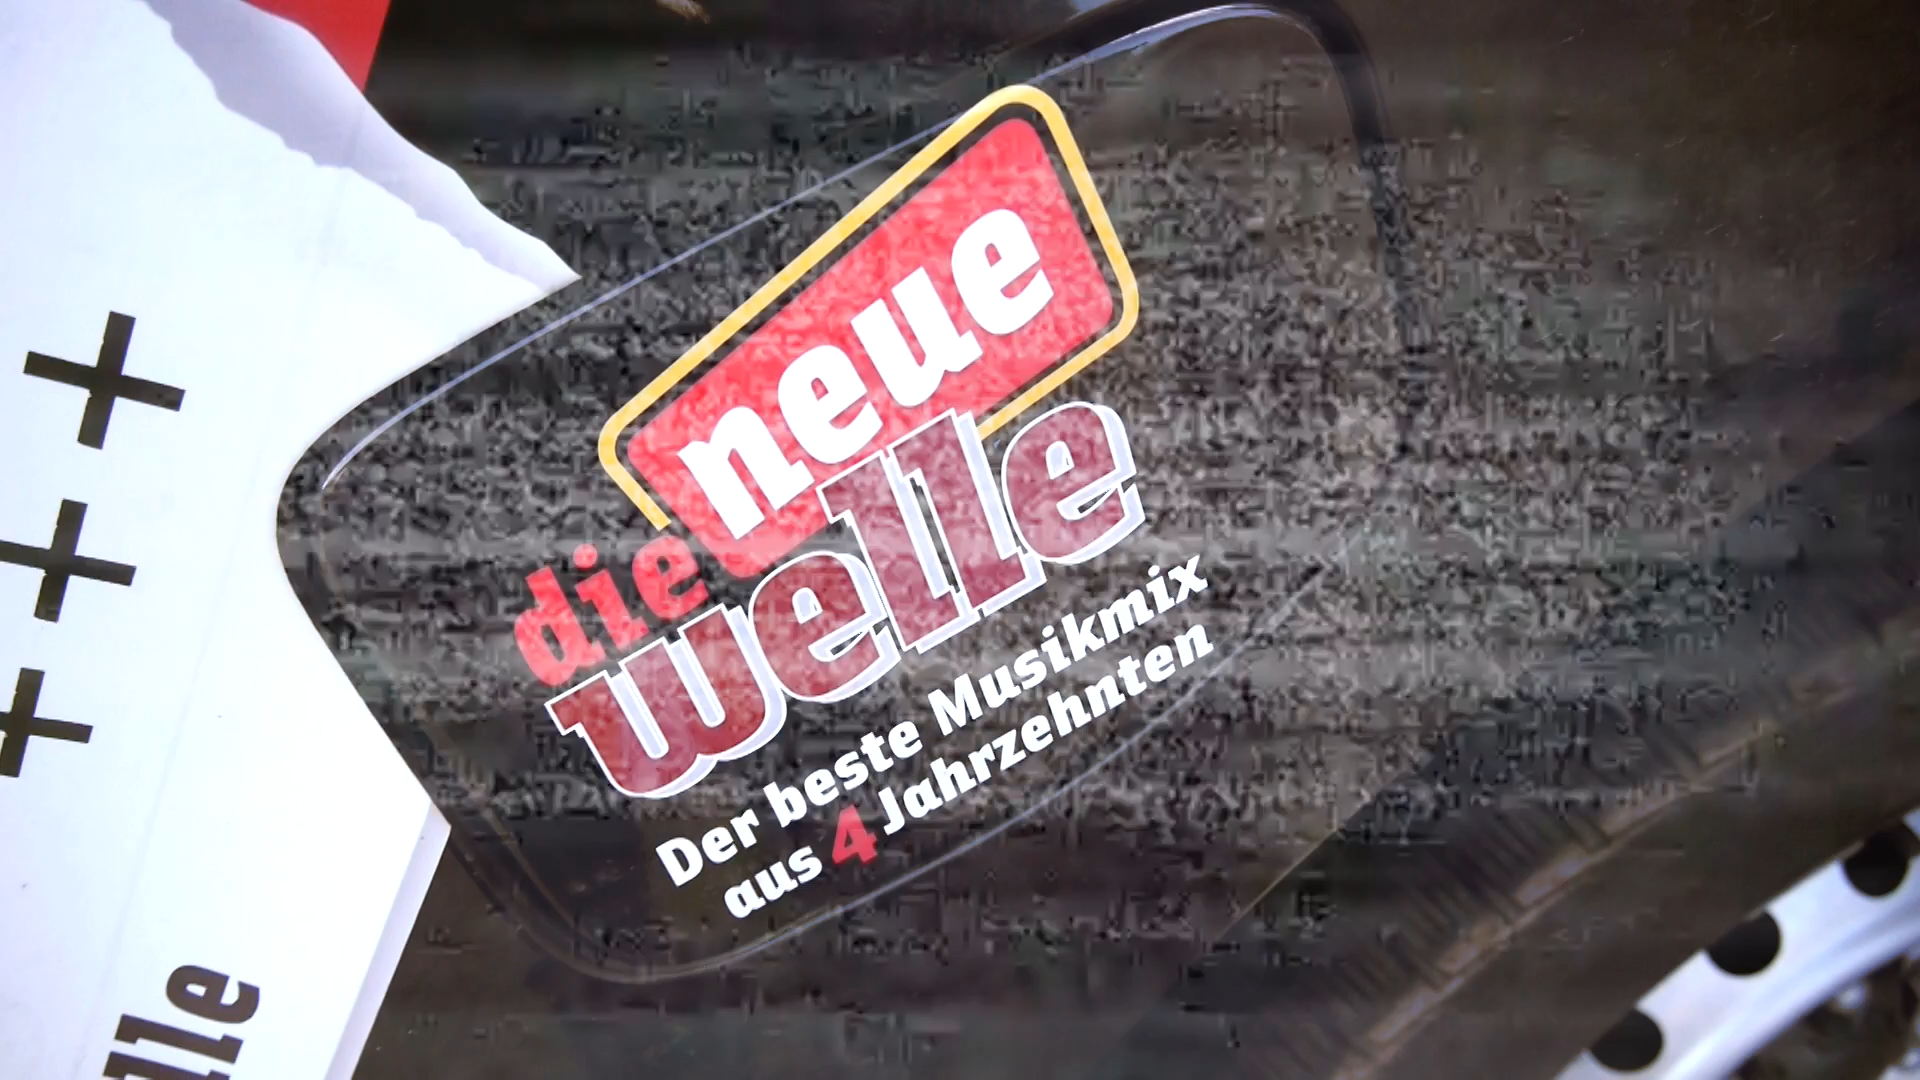 +
+
+
die neue
welle
Der beste Musikmix
aus 4 Jahrzehnten
lle